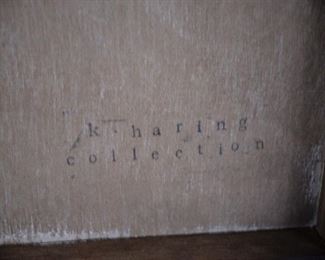 k. haring
collection